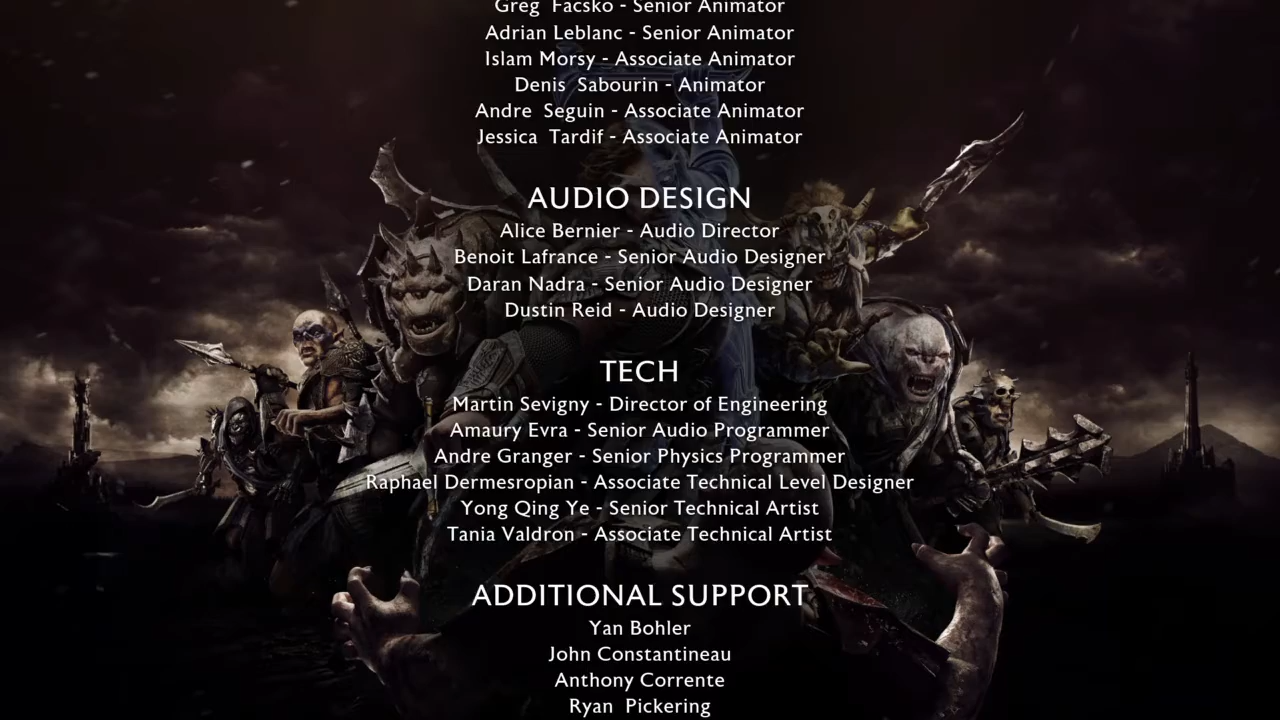 Greg  Facsko - Senior Animator
Adrian Leblanc - Senior Animator
Islam Morsy - Associate Animator
Denis  Sabourin - Animator
Andre  Seguin - Associate Animator
Jessica  Tardif - Associate Animator
AUDIO DESIGN
Alice Bernier - Audio Director
Benoit Lafrance - Senior Audio Designer
Daran Nadra - Senior Audio Designer
Dustin Reid - Audio Designer
TECH
Martin Sevigny - Director of Engineering
Amaury Evra - Senior Audio Programmer
Andre Granger - Senior Physics Programmer
Raphael Dermesropian - Associate Technical Level Designer
Yong Qing Ye - Senior Technical Artist
Tania Valdron - Associate Technical Artist
ADDITIONAL SUPPORT
Yan Bohler
John Constantineau
Anthony Corrente
Ryan  Pickering